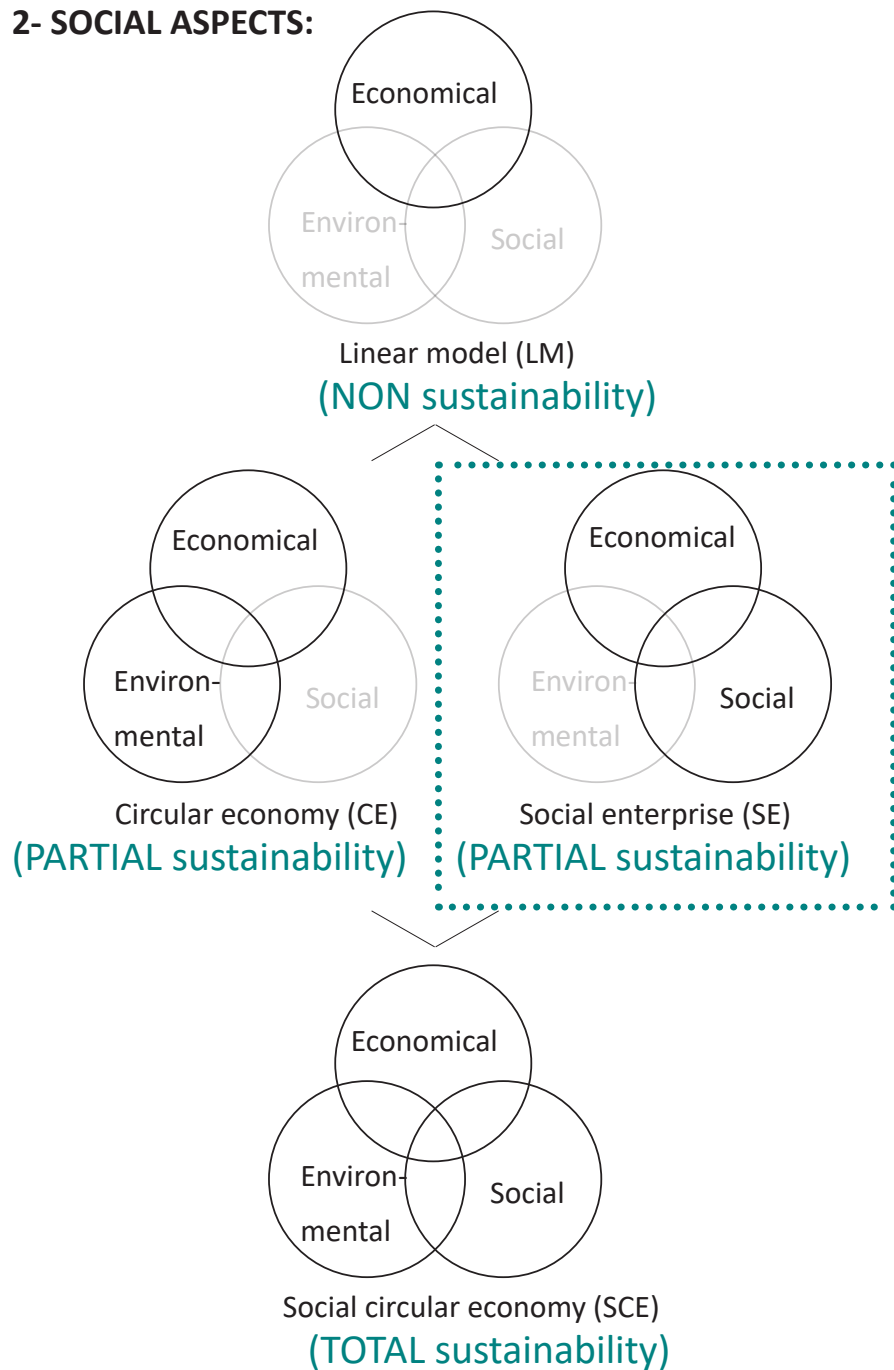 2- SOCIAL ASPECTS:
Economical
Environ-
mental
Social
Linear model (LM)
(NON sustainability)
Economical
Environ-
mental
Social
Circular economy (CE)
(PARTIAL sustainability)
Economical
Environ-
mental
Social
Social enterprise (SE)
(PARTIAL sustainability)
Economical
Environ-
mental
Social
Social circular economy (SCE)
(TOTAL sustainability)